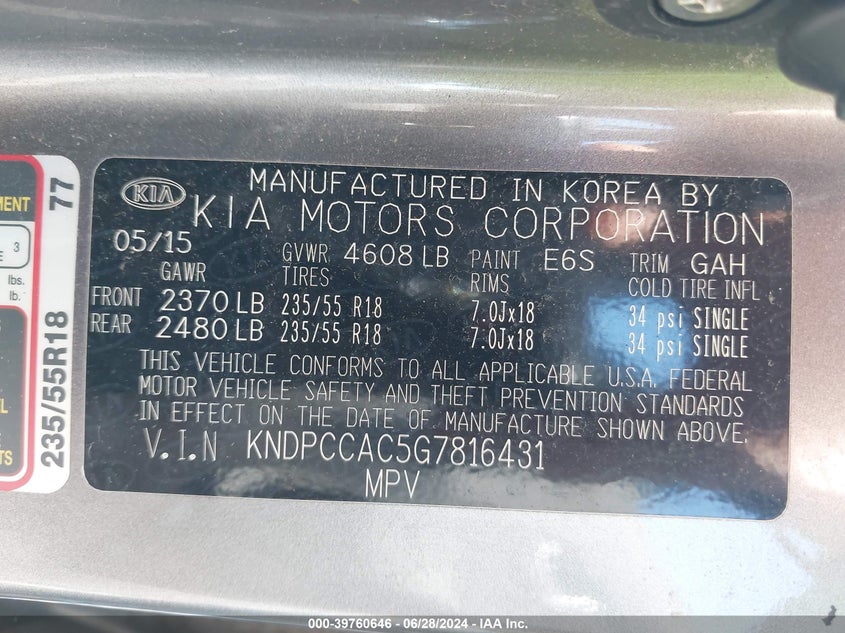 KIA
MANUFACTURED IN KOREA BY
KIA MOTORS CORPORATION
05/15 GVWR 4608 LB PAINT E6S TRIM GAH
GAWR TIRES RIMS COLD TIRE INFL
FRONT 2370 LB 235/55 R18 7.0Jx18 34 psi SINGLE
REAR 2480 LB 235/55 R18 7.0Jx18 34 psi SINGLE
THIS VEHICLE CONFORMS TO ALL APPLICABLE U.S.A. FEDERAL
MOTOR VEHICLE SAFETY AND THEFT PREVENTION STANDARDS
IN EFFECT ON THE DATE OF MANUFACTURE SHOWN ABOVE.
V.I.N KNDPCCAC5G7816431
MPV
235/55R18 77
3
lbs.
lb.
000-39760646 - 06/28/2024 - IAA Inc.